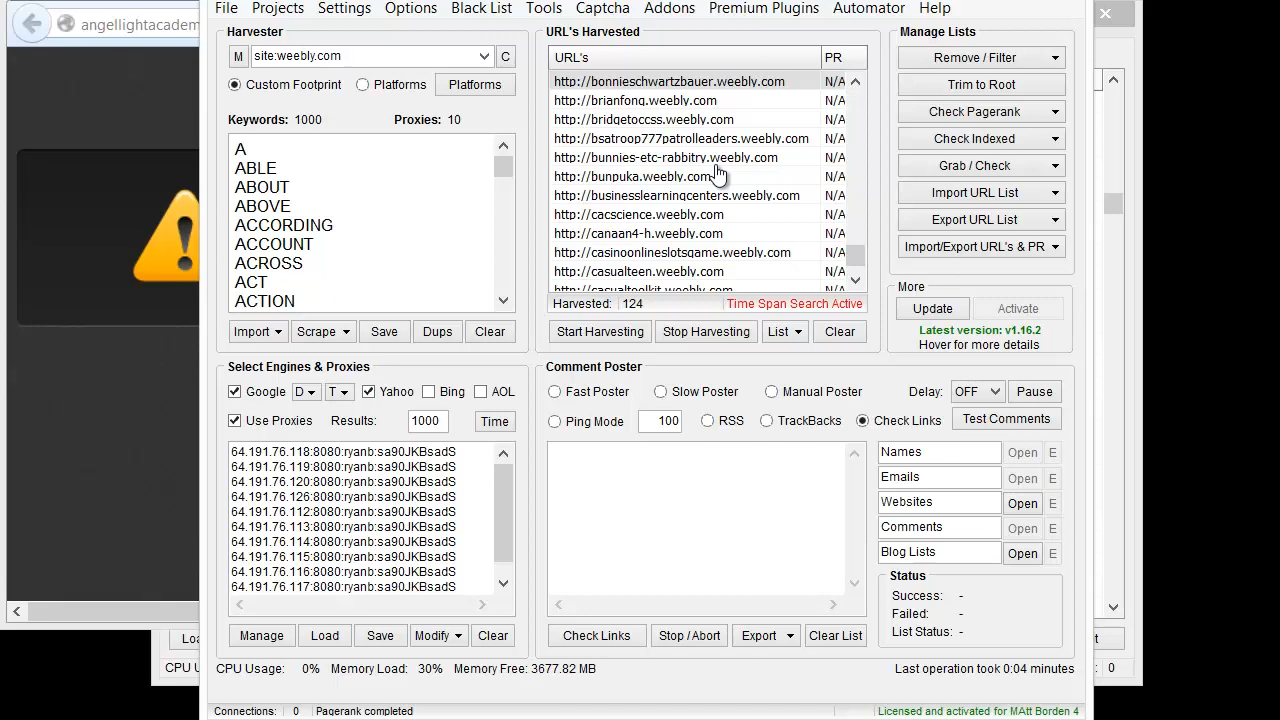 angellightacadem
File Projects Settings Options Black List Tools Captcha Addons Premium Plugins Automator Help
Harvester
M site:weebly.com C
Custom Footprint Platforms Platforms
Keywords: 1000 Proxies: 10
A
ABLE
ABOUT
ABOVE
ACCORDING
ACCOUNT
ACROSS
ACT
ACTION
Import Scrape Save Dups Clear
URL's Harvested
URL's PR
http://bonnieschwartzbauer.weebly.com N/A
http://brianfong.weebly.com N/A
http://bridgetoccss.weebly.com N/A
http://bsatroop777patrolleaders.weebly.com N/A
http://bunnies-etc-rabbitry.weebly.com N/A
http://bunpuka.weebly.com N/A
http://businesslearningcenters.weebly.com N/A
http://cacscience.weebly.com N/A
http://canaan4-h.weebly.com N/A
http://casinoonlineslotsgame.weebly.com N/A
http://casualteen.weebly.com N/A
http://casualtoolkit.weebly.com N/A
Harvested: 124 Time Span Search Active
Start Harvesting Stop Harvesting List Clear
Manage Lists
Remove / Filter
Trim to Root
Check Pagerank
Check Indexed
Grab / Check
Import URL List
Export URL List
Import/Export URL's & PR
More
Update Activate
Latest version: v1.16.2
Hover for more details
Select Engines & Proxies
Google D T Yahoo Bing AOL
Use Proxies Results: 1000 Time
64.191.76.118:8080:ryanb:sa90JKBsadS
64.191.76.119:8080:ryanb:sa90JKBsadS
64.191.76.120:8080:ryanb:sa90JKBsadS
64.191.76.126:8080:ryanb:sa90JKBsadS
64.191.76.112:8080:ryanb:sa90JKBsadS
64.191.76.113:8080:ryanb:sa90JKBsadS
64.191.76.114:8080:ryanb:sa90JKBsadS
64.191.76.115:8080:ryanb:sa90JKBsadS
64.191.76.116:8080:ryanb:sa90JKBsadS
64.191.76.117:8080:ryanb:sa90JKBsadS
Manage Load Save Modify Clear
Comment Poster
Fast Poster Slow Poster Manual Poster Delay: OFF Pause
Ping Mode 100 RSS TrackBacks Check Links Test Comments
Names Open E
Emails Open E
Websites Open E
Comments Open E
Blog Lists Open E
Status
Success: -
Failed: -
List Status: -
Check Links Stop / Abort Export Clear List
CPU Usage: 0% Memory Load: 30% Memory Free: 3677.82 MB Last operation took 0:04 minutes
Connections: 0 Pagerank completed Licensed and activated for MAtt Borden 4
Loa
CPU U
t
: 0